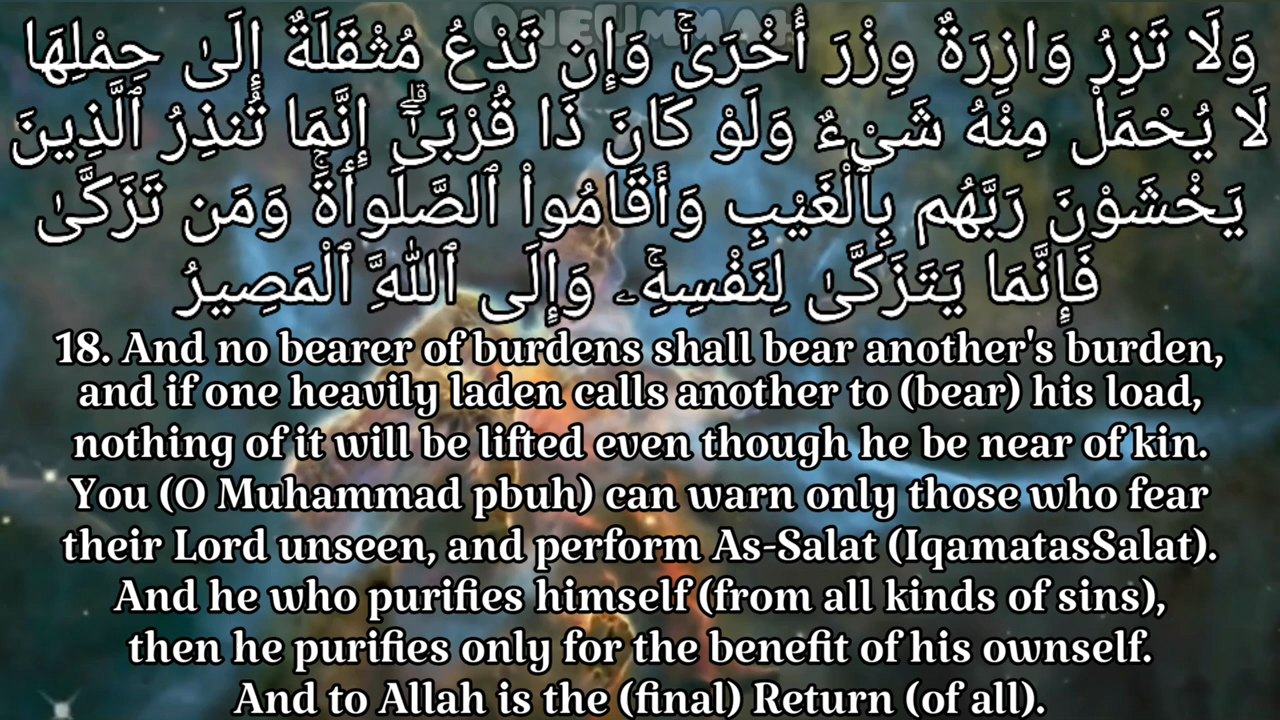 OneUmmah
وَلَا تَزِرُ وَازِرَةٌ وِزْرَ أُخْرَىٰۚ وَإِن تَدْعُ مُثْقَلَةٌ إِلَىٰ حِمْلِهَا
لَا يُحْمَلْ مِنْهُ شَىْءٌ وَلَوْ كَانَ ذَا قُرْبَىٰٓۗ إِنَّمَا تُنذِرُ ٱلَّذِينَ
يَخْشَوْنَ رَبَّهُم بِٱلْغَيْبِ وَأَقَامُوا۟ ٱلصَّلَوٲةَۚ وَمَن تَزَكَّىٰ
فَإِنَّمَا يَتَزَكَّىٰ لِنَفْسِهِۦۚ وَإِلَى ٱللَّهِ ٱلْمَصِيرُ
18. And no bearer of burdens shall bear another's burden,
and if one heavily laden calls another to (bear) his load,
nothing of it will be lifted even though he be near of kin.
You (O Muhammad pbuh) can warn only those who fear
their Lord unseen, and perform As-Salat (IqamatasSalat).
And he who purifies himself (from all kinds of sins),
then he purifies only for the benefit of his ownself.
And to Allah is the (final) Return (of all).